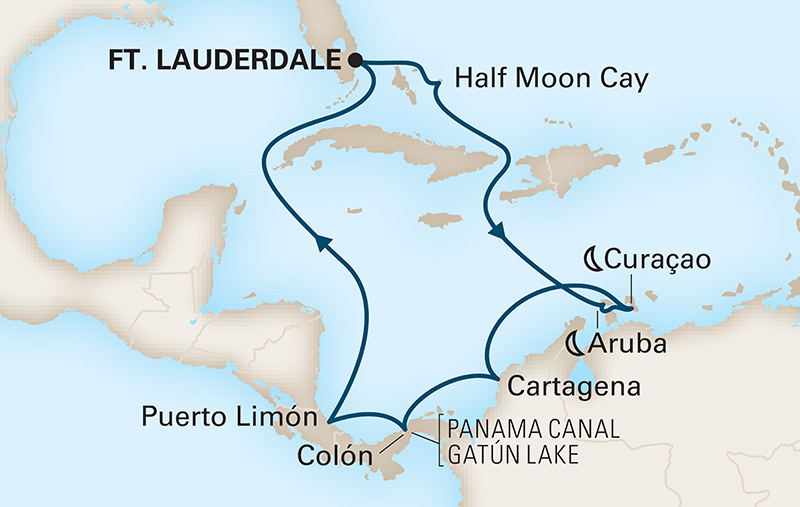 FT. LAUDERDALE
Half Moon Cay
Curaçao
Aruba
Cartagena
Puerto Limón
PANAMA CANAL
GATÚN LAKE
Colón